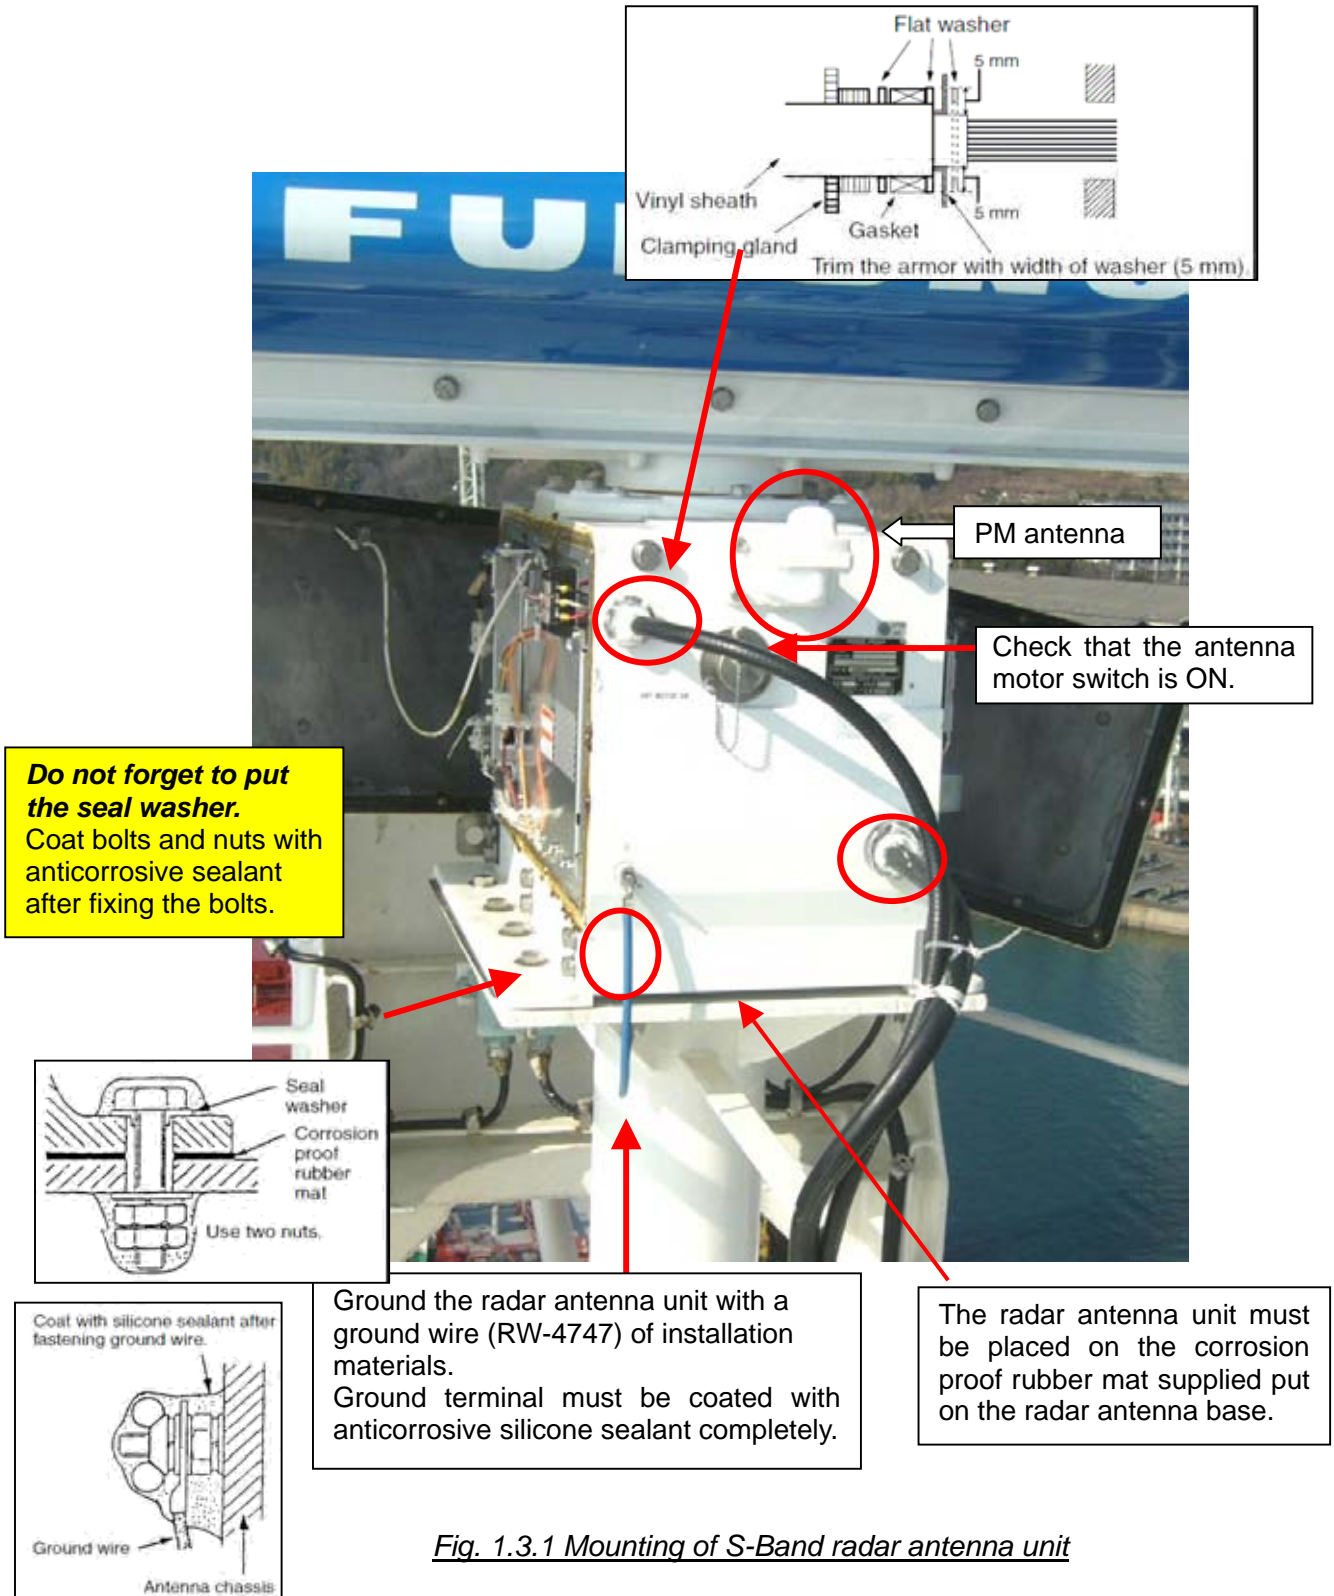 Flat washer
5 mm
Vinyl sheath
5 mm
Gasket
Clamping gland
Trim the armor with width of washer (5 mm).
FU
PM antenna
Check that the antenna
motor switch is ON.
Do not forget to put
the seal washer.
Coat bolts and nuts with
anticorrosive sealant
after fixing the bolts.
Seal
washer
Corrosion
proof
rubber
mat
Use two nuts.
Ground the radar antenna unit with a
ground wire (RW-4747) of installation
materials.
Ground terminal must be coated with
anticorrosive silicone sealant completely.
The radar antenna unit must
be placed on the corrosion
proof rubber mat supplied put
on the radar antenna base.
Coat with silicone sealant after
fastening ground wire.
Ground wire
Antenna chassis
Fig. 1.3.1 Mounting of S-Band radar antenna unit